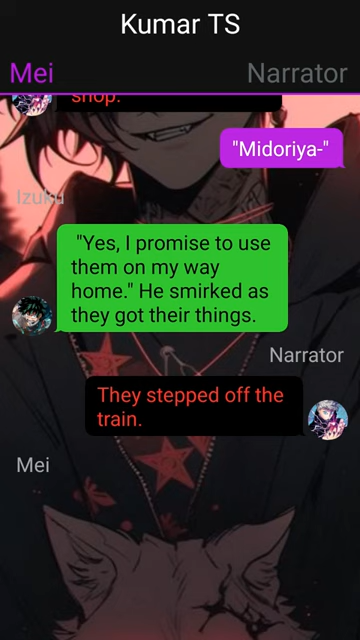 Kumar TS
Mei
Narrator
shop.
"Midoriya-"
Izuku
"Yes, I promise to use
them on my way
home." He smirked as
they got their things.
Narrator
They stepped off the
train.
Mei